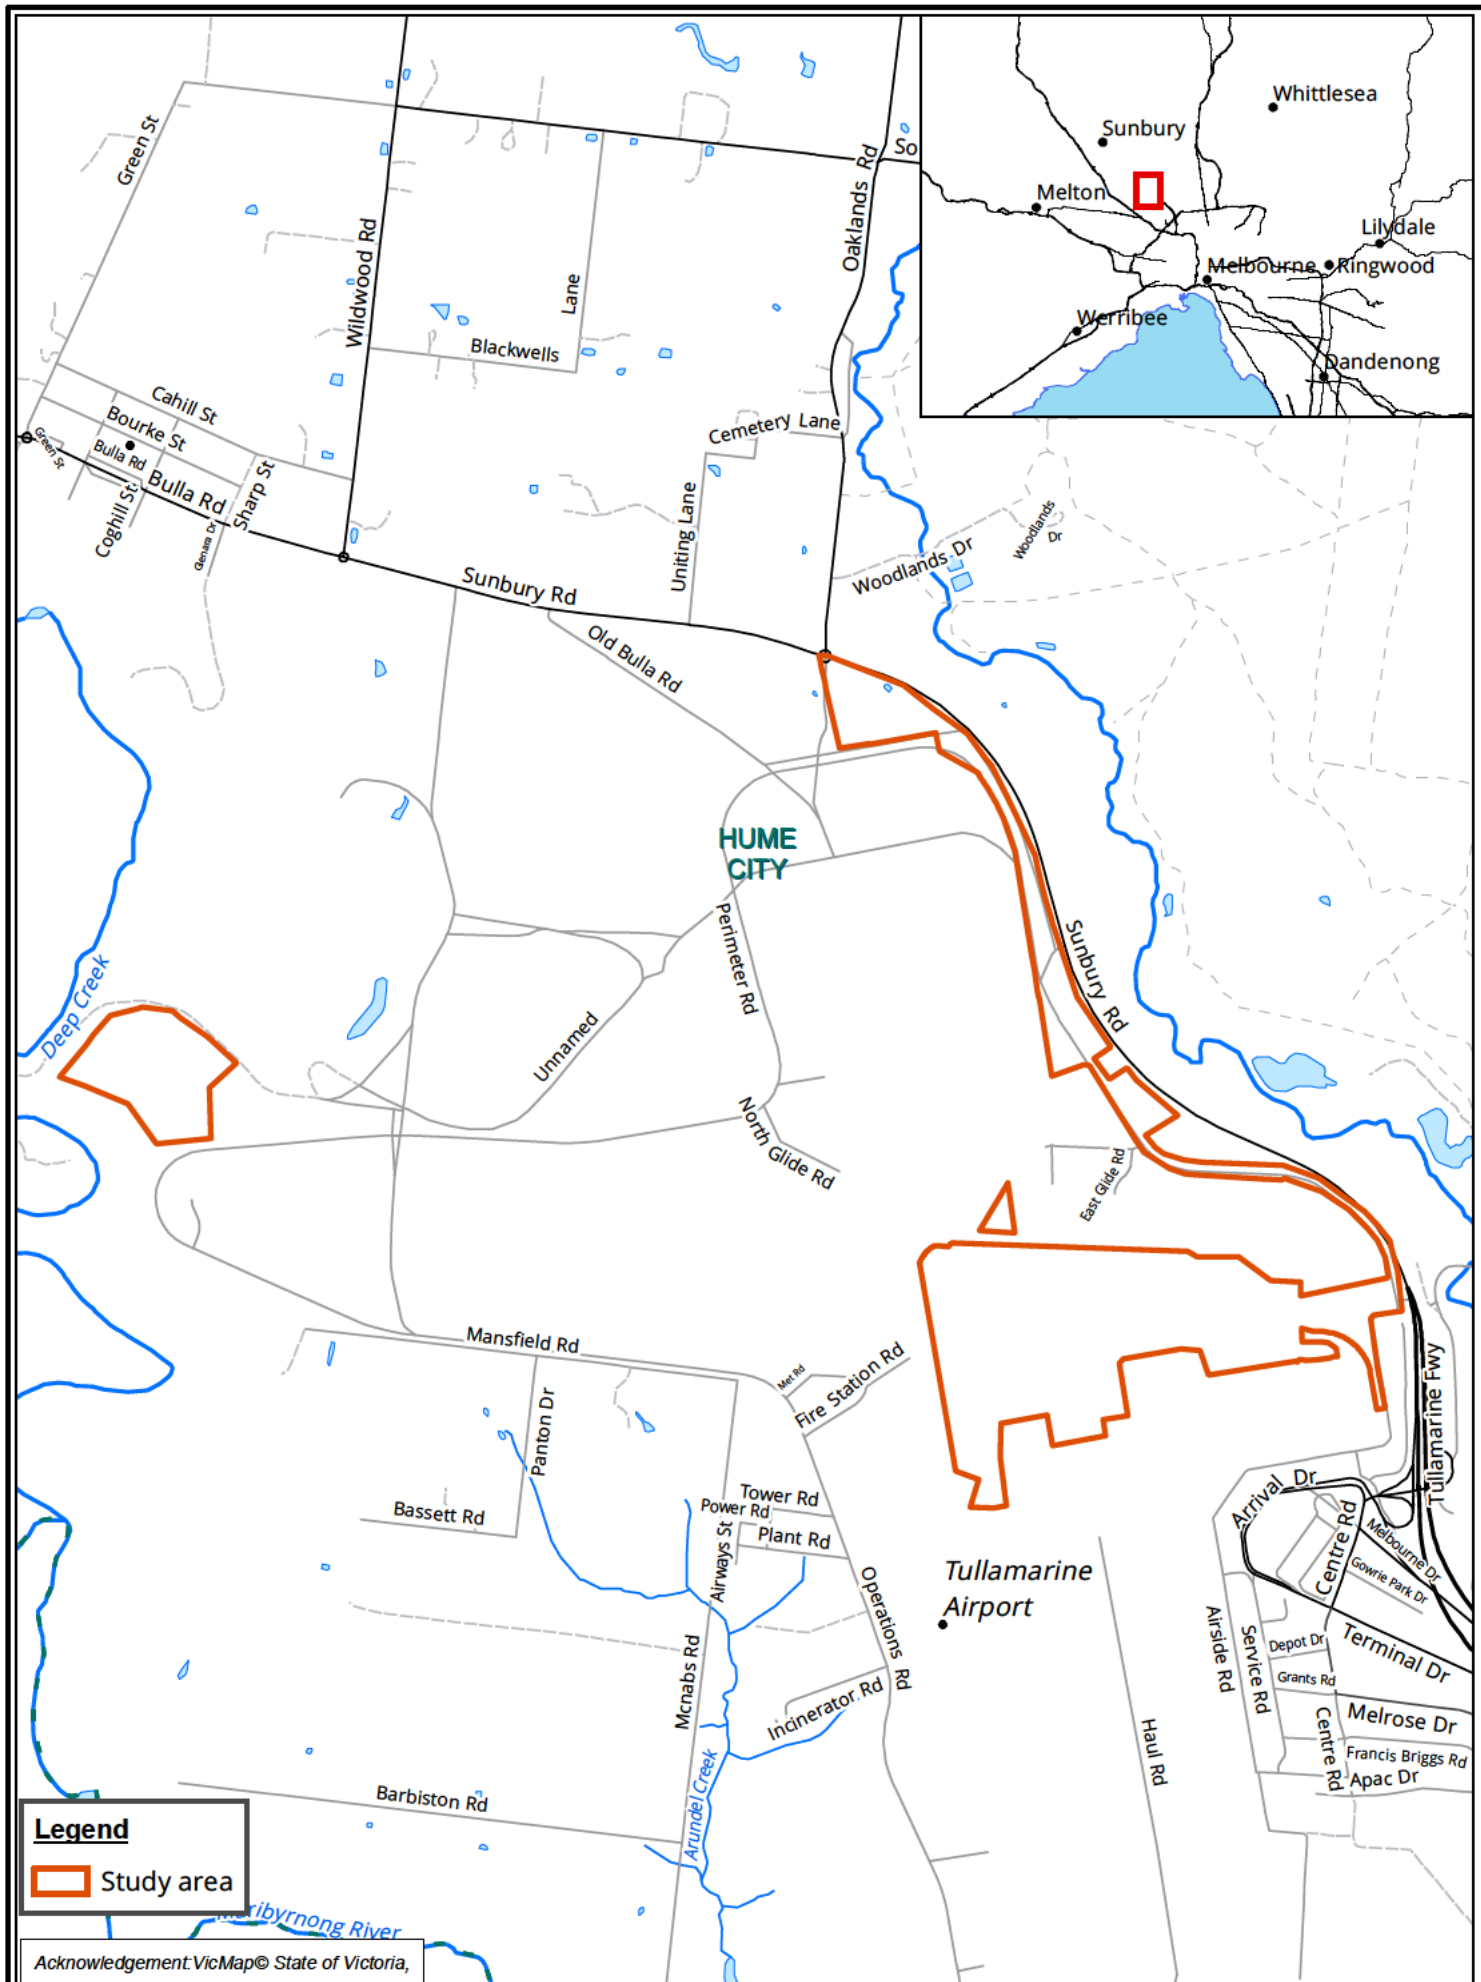 Green St
Wildwood Rd
Lane
Blackwells
Oaklands Rd
So
Whittlesea
Sunbury
Melton
Lilydale
Melbourne
Ringwood
Werribee
Dandenong
Cahill St
Bourke St
Green St
Bulla Rd
Bulla Rd
Coghill St
Sharp St
Genara Dr
Cemetery Lane
Uniting Lane
Woodlands Dr
Woodlands
Dr
Sunbury Rd
Old Bulla Rd
HUME
CITY
Perimeter Rd
Sunbury Rd
Deep Creek
Unnamed
North Glide Rd
East Glide Rd
Mansfield Rd
Met Rd
Fire Station Rd
Panton Dr
Bassett Rd
Tower Rd
Power Rd
Plant Rd
Airways St
Operations Rd
Tullamarine
Airport
Tullamarine Fwy
Arrival Dr
Centre Rd
Melbourne Dr
Gowrie Park Dr
Terminal Dr
Airside Rd
Service Rd
Depot Dr
Grants Rd
Melrose Dr
Centre Rd
Francis Briggs Rd
Apac Dr
Mcnabs Rd
Incinerator Rd
Haul Rd
Arundel Creek
Barbiston Rd
Legend
Study area
Maribyrnong River
Acknowledgement:VicMap© State of Victoria,